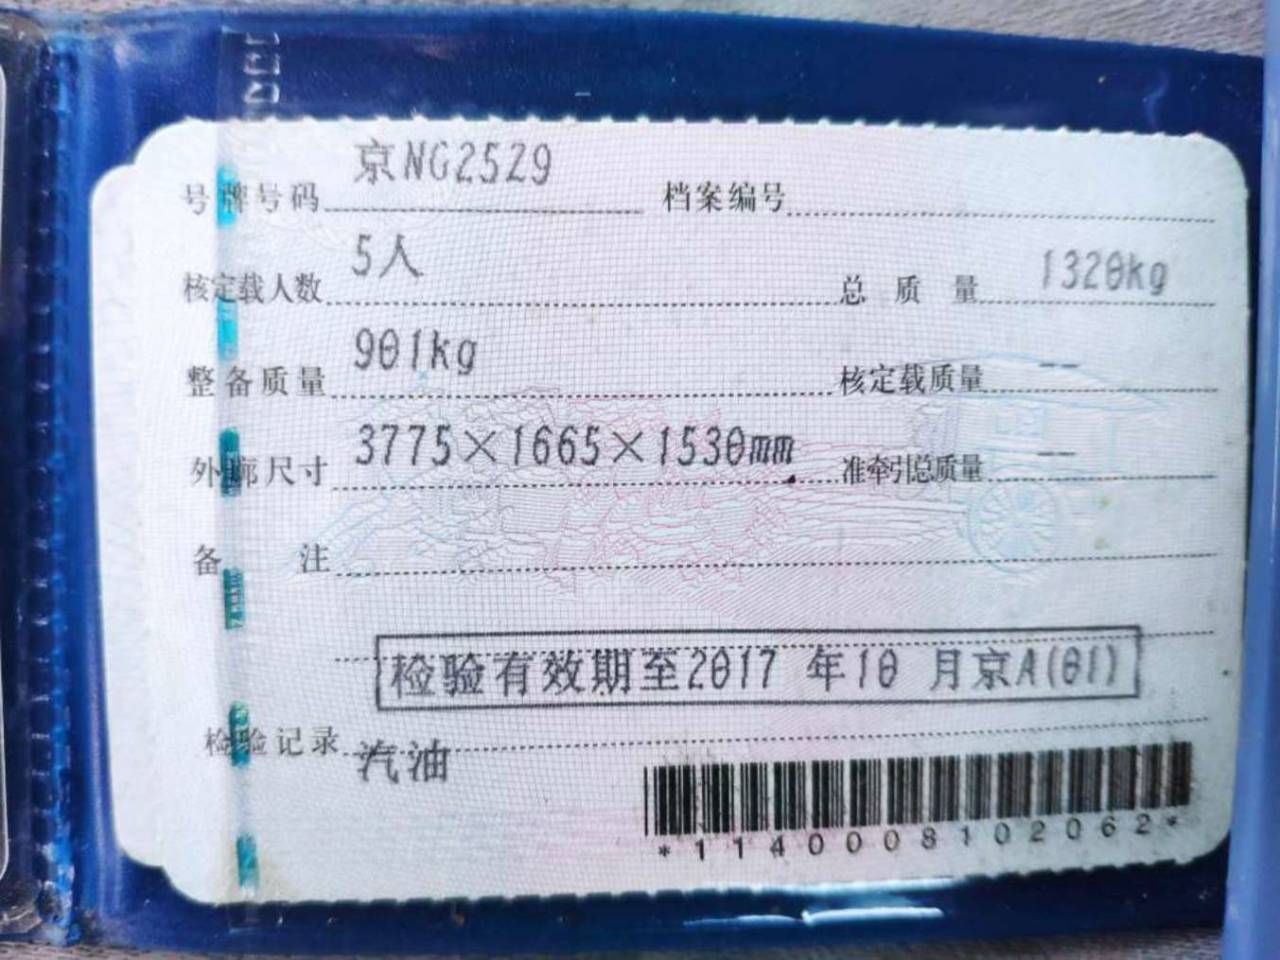 号牌号码 京NG2529 档案编号
核定载人数 5人 总质量 1320kg
整备质量 901kg 核定载质量 --
外廓尺寸 3775×1665×1530mm 准牵引总质量 --
备注
检验有效期至2017 年10 月京A(01)
检验记录 汽油
*1140008102062*